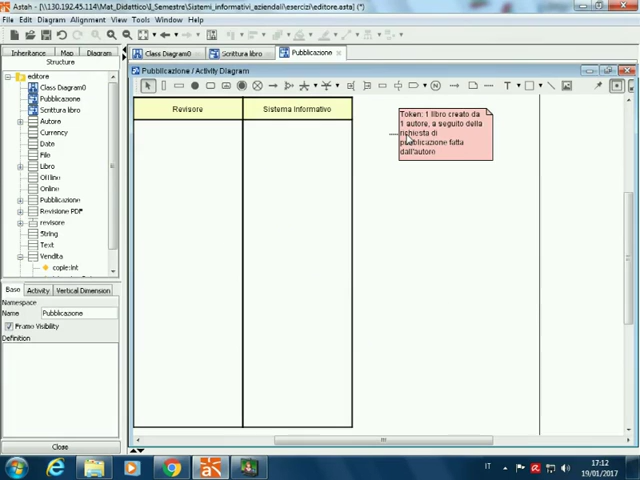 Astah - [\\130.192.45.114\Mat_Didattico\I_Semestre\Sistemi_informativi_aziendali\esercizi\editore.asta] (*)
File Edit Diagram Alignment View Tools Window Help
Inheritance Map Diagram
Structure
editore
Class Diagram0
Pubblicazione
Scrittura libro
Autore
Currency
Date
File
Libro
Offline
Online
Pubblicazione
Revisione PDF
revisore
String
Text
Vendita
copie:Int
Base Activity Vertical Dimension
Namespace
Name Pubblicazione
Frame Visibility
Definition
Close
Class Diagram0 Scrittura libro Pubblicazione
Pubblicazione / Activity Diagram
T
Revisore Sistema Informativo
Token: 1 libro creato da
1 autore, a seguito della
richiesta di
pubblicazione fatta
dall'autore
IT
17:12
19/01/2017